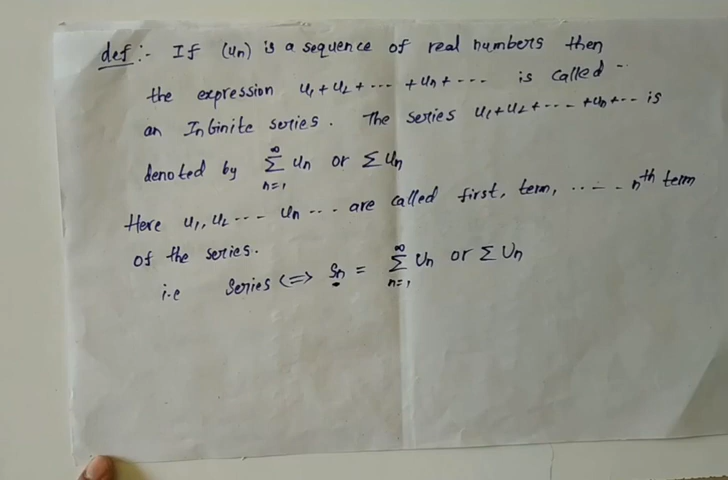 def :- If (un) is a sequence of real numbers then
the expression u₁+u₂+ ··· +un+ ··· is called
an Infinite series. The series u₁+u₂+ ··· +un+ ·· is
denoted by ∞Σn=1 un or Σ un
Here u₁, u₂ ··· un ··· are called first, term, ····· nth term
of the series.
i.e Series <=> Sn = ∞Σn=1 Un or Σ Un